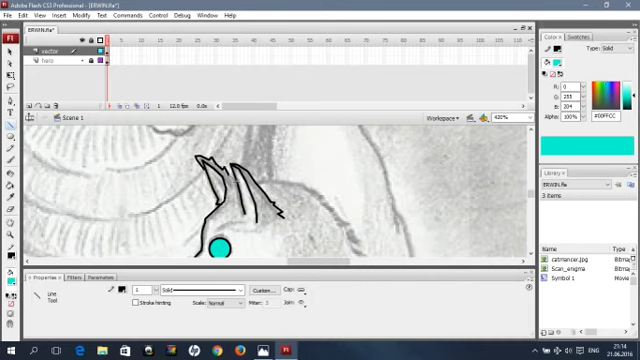 Adobe Flash CS3 Professional - [ERWIN.fla*]
File Edit View Insert Modify Text Commands Control Debug Window Help
ERWIN.fla*
5 10 15 20 25 30 35 40 45 50 55 60 65 70 75 80 85 90 95 100 105 110
vector
1 12.0 fps 0.0s
Scene 1
Workspace 420%
Properties Filters Parameters
Line
Tool
1 Solid Custom... Cap:
Stroke hinting Scale: Normal Miter: 3 Join:
Color Swatches
Type: Solid
R: 0
G: 255
B: 204
Alpha: 100% #00FFCC
Library
ERWIN.fla
3 items
Name Type
catmancer.jpg Bitmap
Scan_enigma Bitmap
Symbol 1 Movie
21:14
21.06.2016